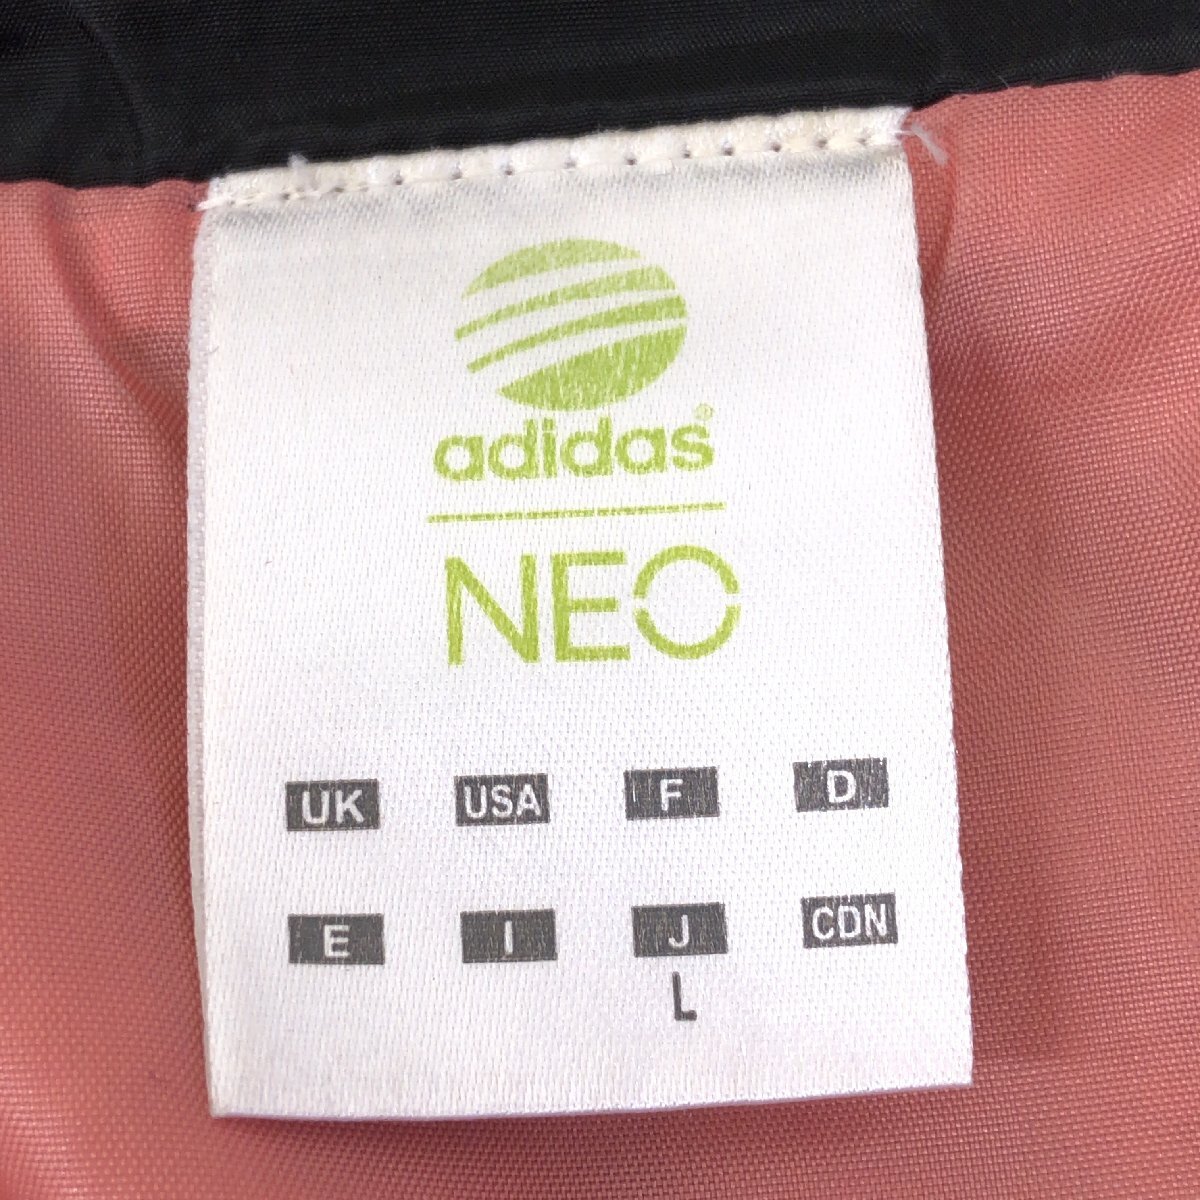 adidas®
NEO
UK USA F D
E I J CDN
L